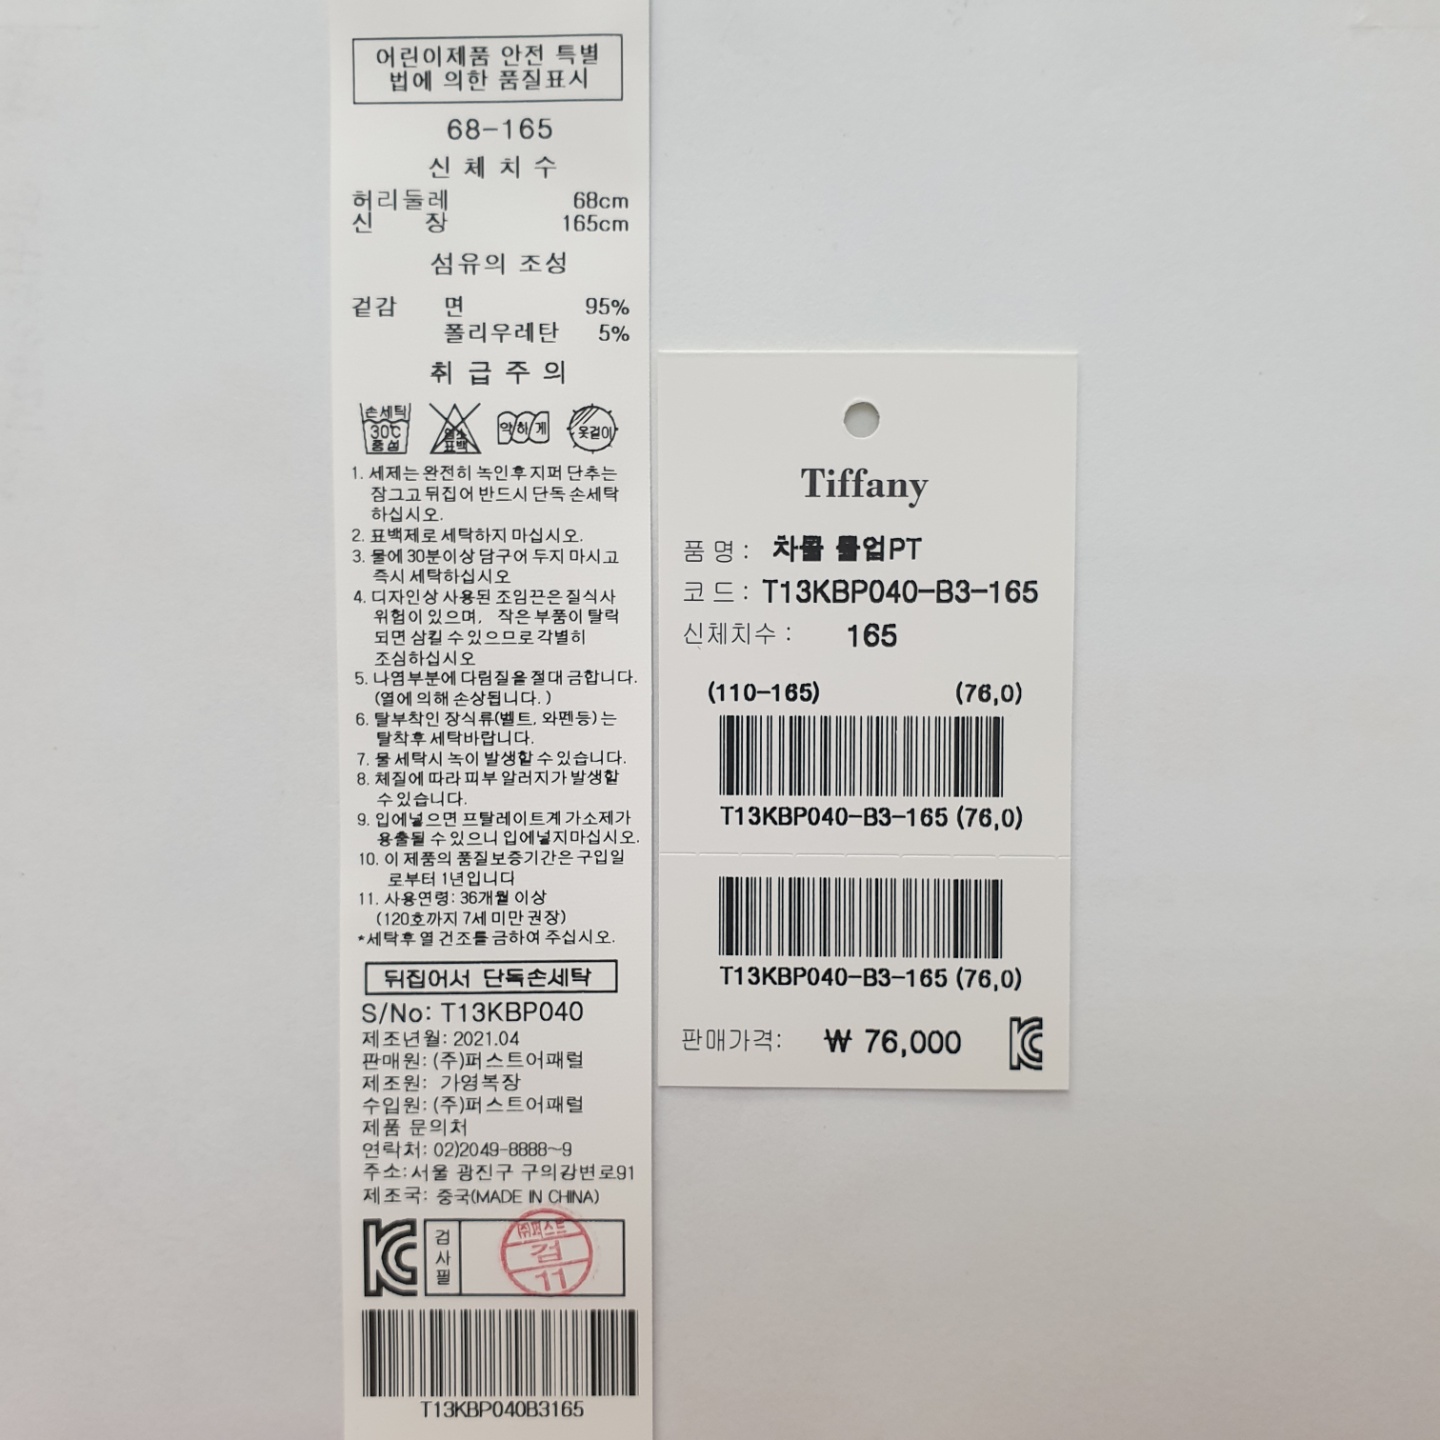 어린이제품 안전 특별
법에 의한 품질표시
68-165
신 체 치 수
허리둘레 68cm
신 장 165cm
섬유의 조성
겉감 면 95%
폴리우레탄 5%
취 급 주 의
손세탁
30℃
중성
염소
표백
약하게
옷걸이
1. 세제는 완전히 녹인후 지퍼 단추는
잠그고 뒤집어 반드시 단독 손세탁
하십시오.
2. 표백제로 세탁하지 마십시오.
3. 물에 30분이상 담구어 두지 마시고
즉시 세탁하십시오
4. 디자인상 사용된 조임끈은 질식사
위험이 있으며, 작은 부품이 탈락
되면 삼킬 수 있으므로 각별히
조심하십시오
5. 나염부분에 다림질을 절대 금합니다.
(열에 의해 손상됩니다. )
6. 탈부착인 장식류(벨트, 와펜등) 는
탈착후 세탁바랍니다.
7. 물 세탁시 녹이 발생할 수 있습니다.
8. 체질에 따라 피부 알러지가 발생할
수 있습니다.
9. 입에넣으면 프탈레이트계 가소제가
용출될 수 있으니 입에넣지마십시오.
10. 이 제품의 품질보증기간은 구입일
로부터 1년입니다
11. 사용연령: 36개월 이상
(120호까지 7세 미만 권장)
*세탁후 열 건조를 금하여 주십시오.
뒤집어서 단독손세탁
S/No: T13KBP040
제조년월: 2021.04
판매원: (주)퍼스트어패럴
제조원: 가영복장
수입원: (주)퍼스트어패럴
제품 문의처
연락처: 02)2049-8888~9
주소:서울 광진구 구의강변로91
제조국: 중국(MADE IN CHINA)
KC
검사필
(주)퍼스트
검
11
T13KBP040B3165
Tiffany
품 명 : 차콜 롤업PT
코 드 : T13KBP040-B3-165
신체치수 : 165
(110-165) (76,0)
T13KBP040-B3-165 (76,0)
T13KBP040-B3-165 (76,0)
판매가격: ₩ 76,000
KC